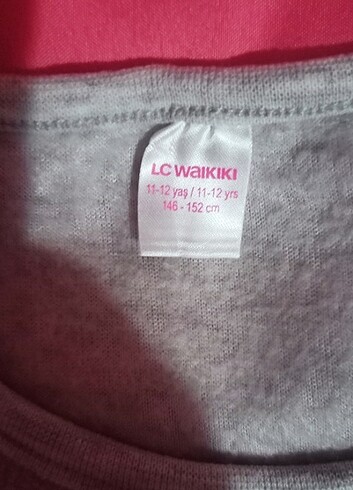 LC WAIKIKI
11-12 yaş / 11-12 yrs
146 - 152 cm